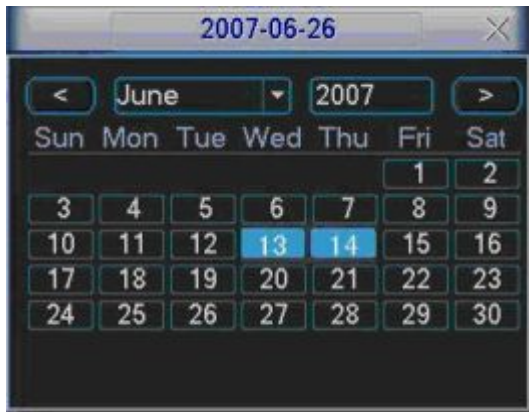 2007-06-26
< June 2007 >
Sun Mon Tue Wed Thu Fri Sat
1 2
3 4 5 6 7 8 9
10 11 12 13 14 15 16
17 18 19 20 21 22 23
24 25 26 27 28 29 30